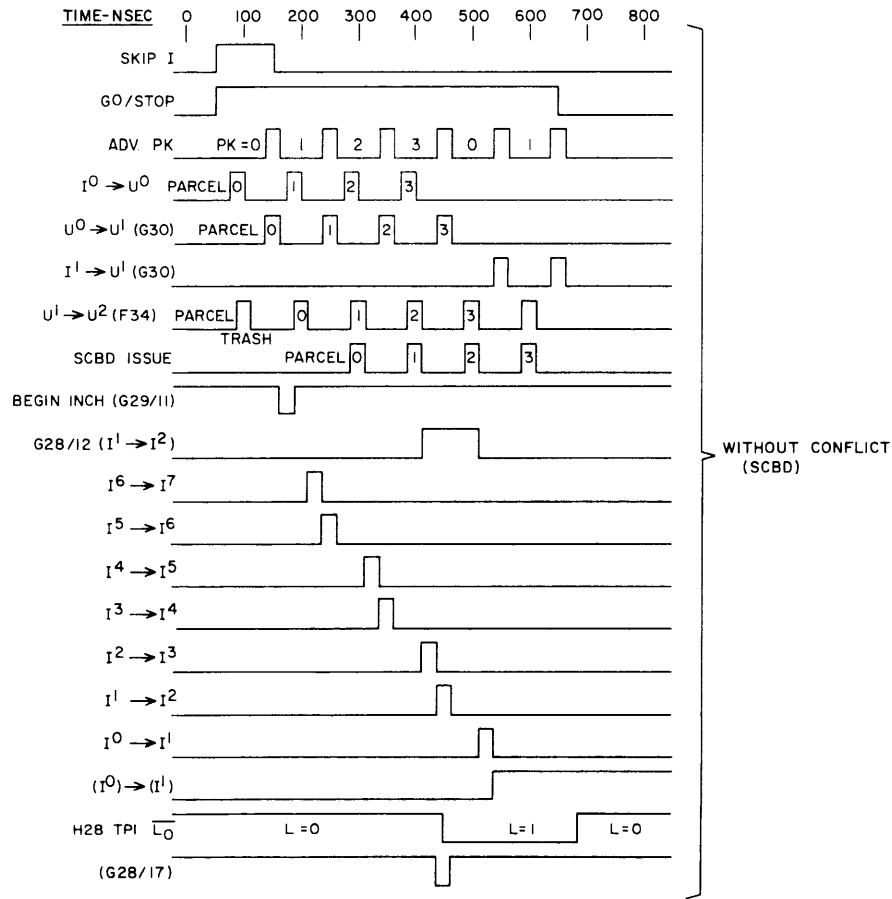 TIME-NSEC 0 100 200 300 400 500 600 700 800
SKIP I
GO/STOP
ADV. PK PK=0 1 2 3 0 1
I⁰→U⁰ PARCEL 0 1 2 3
U⁰→U¹ (G30) PARCEL 0 1 2 3
I¹→U¹ (G30)
U¹→U² (F34) PARCEL 0 1 2 3
TRASH
SCBD ISSUE PARCEL 0 1 2 3
BEGIN INCH (G29/11)
G28/12 (I¹→I²)
WITHOUT CONFLICT
(SCBD)
I⁶→I⁷
I⁵→I⁶
I⁴→I⁵
I³→I⁴
I²→I³
I¹→I²
I⁰→I¹
(I⁰)→(I¹)
H28 TPI L̅₀̅ L=0 L=1 L=0
(G28/17)